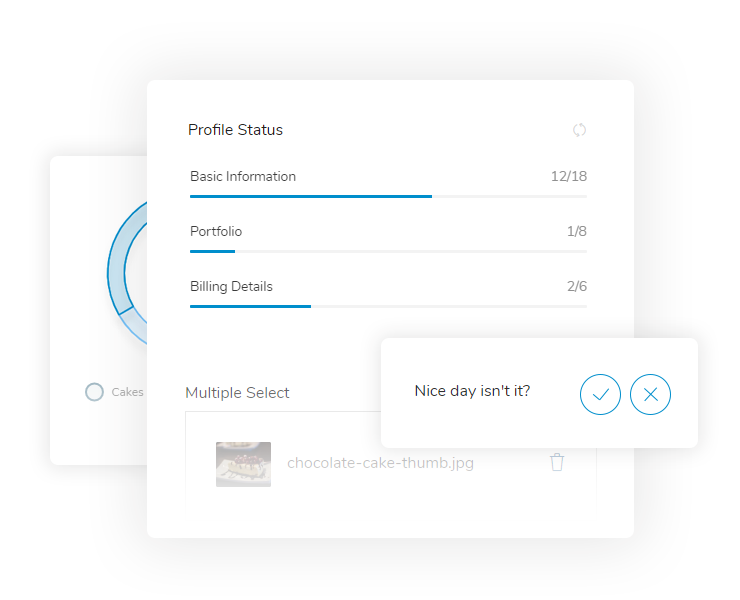 Profile Status
Basic Information 12/18
Portfolio 1/8
Billing Details 2/6
Nice day isn't it?
Cakes
Multiple Select
chocolate-cake-thumb.jpg